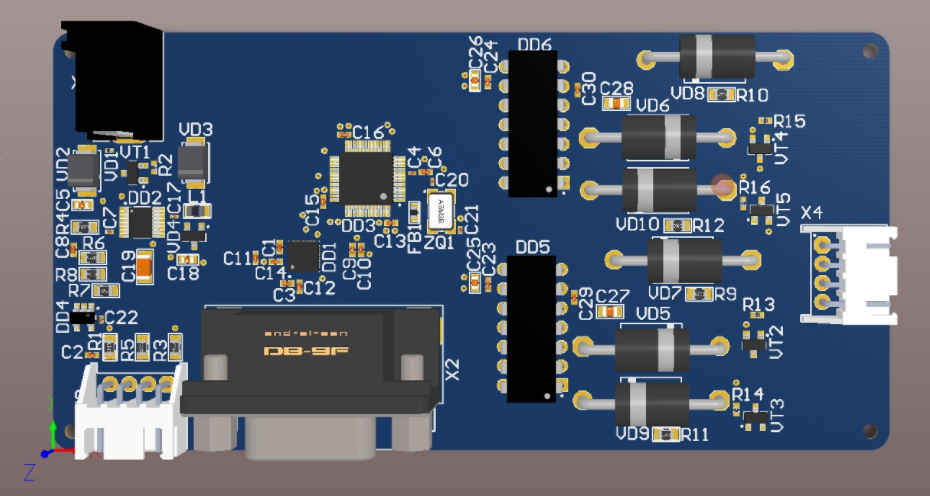 C26
C24
DD6
C30
C28
VD6
VD8
R10
R15
VT4
VD3
VT1
R2
VD2
VD1
C16
C4
C6
C20
C5
R4
DD2
C17
L1
C7
VD4
C15
DD3
C13
FB1
ZQ1
C21
R16
VT5
VD10
R12
X4
C8
R6
R8
R7
C19
C18
C11
C1
C14
C3
C12
DD1
C9
C10
C25
C23
DD5
C29
C27
VD5
VD7
R9
R13
VT2
DD4
C22
C2
R1
R5
R3
DB-9F
X2
VD9
R11
R14
VT3
Z